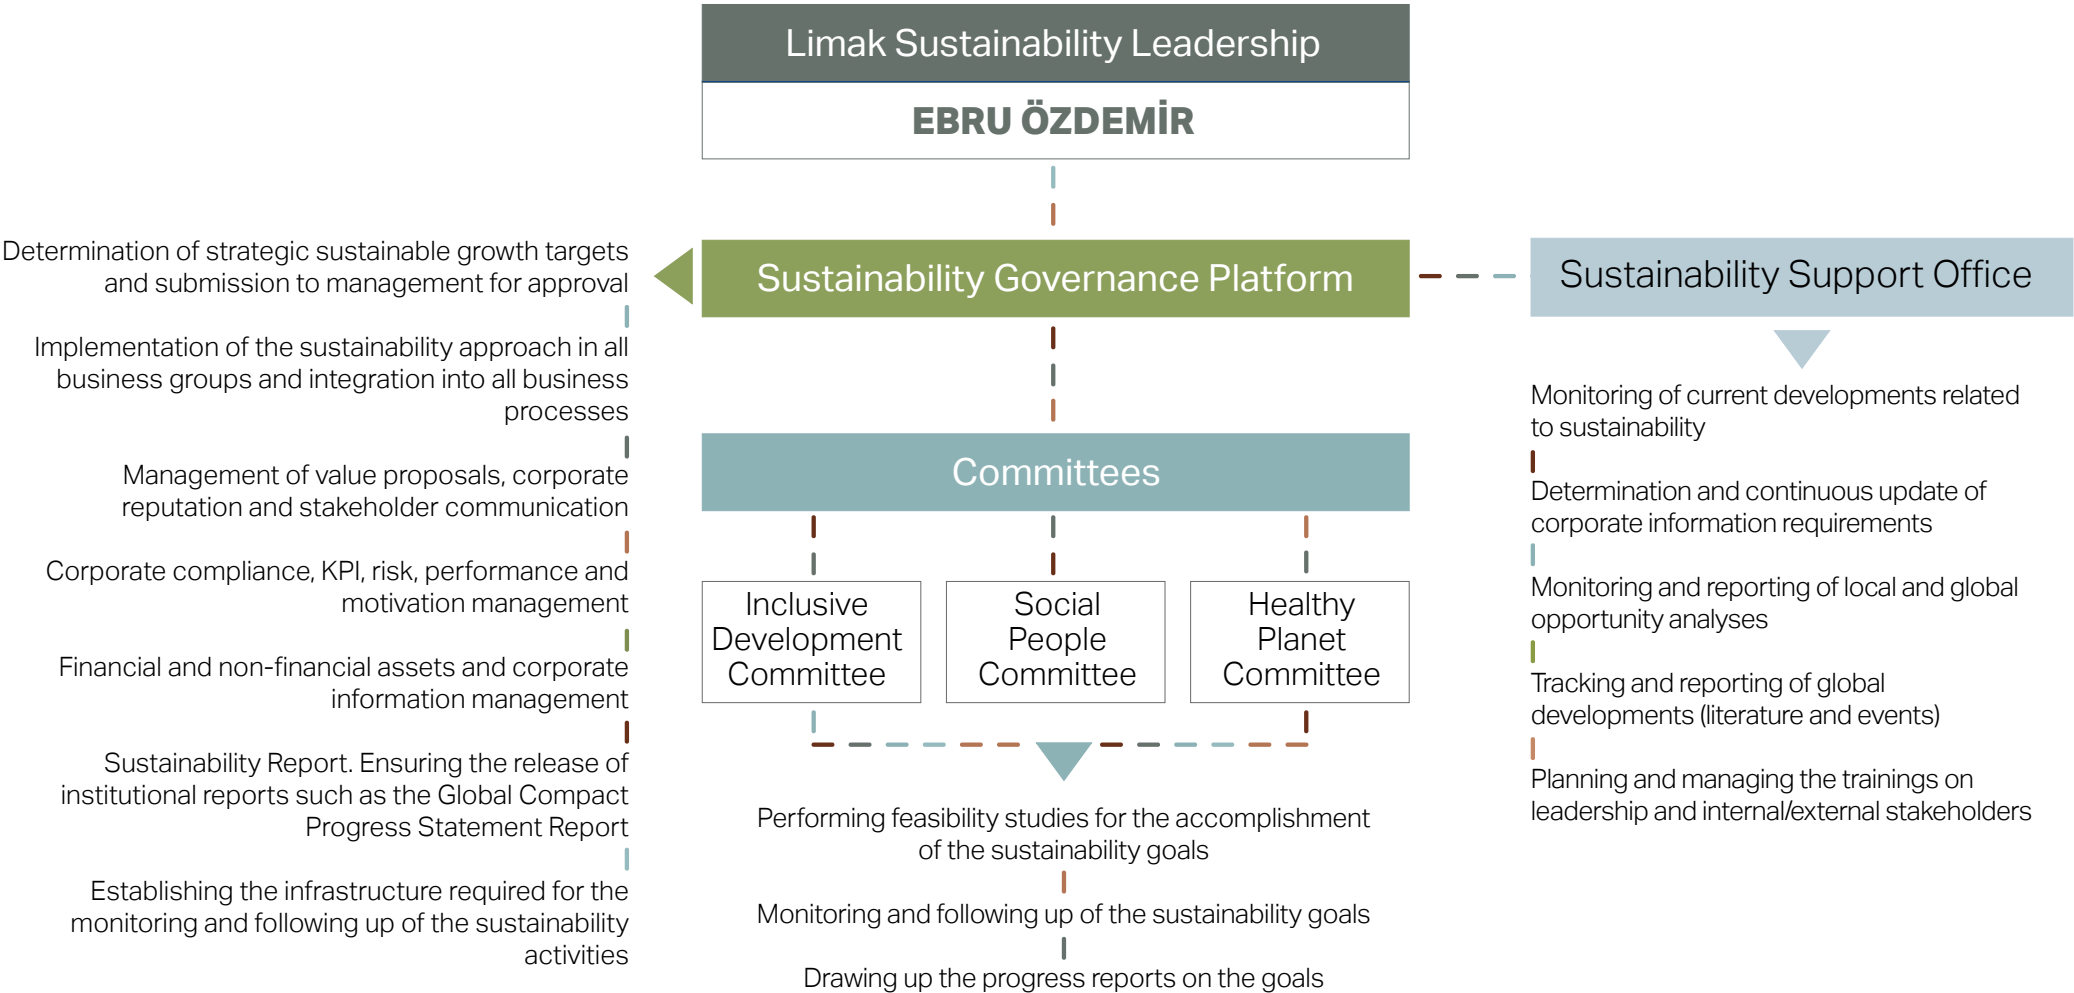 Limak Sustainability Leadership
EBRU ÖZDEMİR
Determination of strategic sustainable growth targets
and submission to management for approval
Implementation of the sustainability approach in all
business groups and integration into all business
processes
Management of value proposals, corporate
reputation and stakeholder communication
Corporate compliance, KPI, risk, performance and
motivation management
Financial and non-financial assets and corporate
information management
Sustainability Report. Ensuring the release of
institutional reports such as the Global Compact
Progress Statement Report
Establishing the infrastructure required for the
monitoring and following up of the sustainability
activities
Sustainability Governance Platform
Committees
Inclusive
Development
Committee
Social
People
Committee
Healthy
Planet
Committee
Performing feasibility studies for the accomplishment
of the sustainability goals
Monitoring and following up of the sustainability goals
Drawing up the progress reports on the goals
Sustainability Support Office
Monitoring of current developments related
to sustainability
Determination and continuous update of
corporate information requirements
Monitoring and reporting of local and global
opportunity analyses
Tracking and reporting of global
developments (literature and events)
Planning and managing the trainings on
leadership and internal/external stakeholders